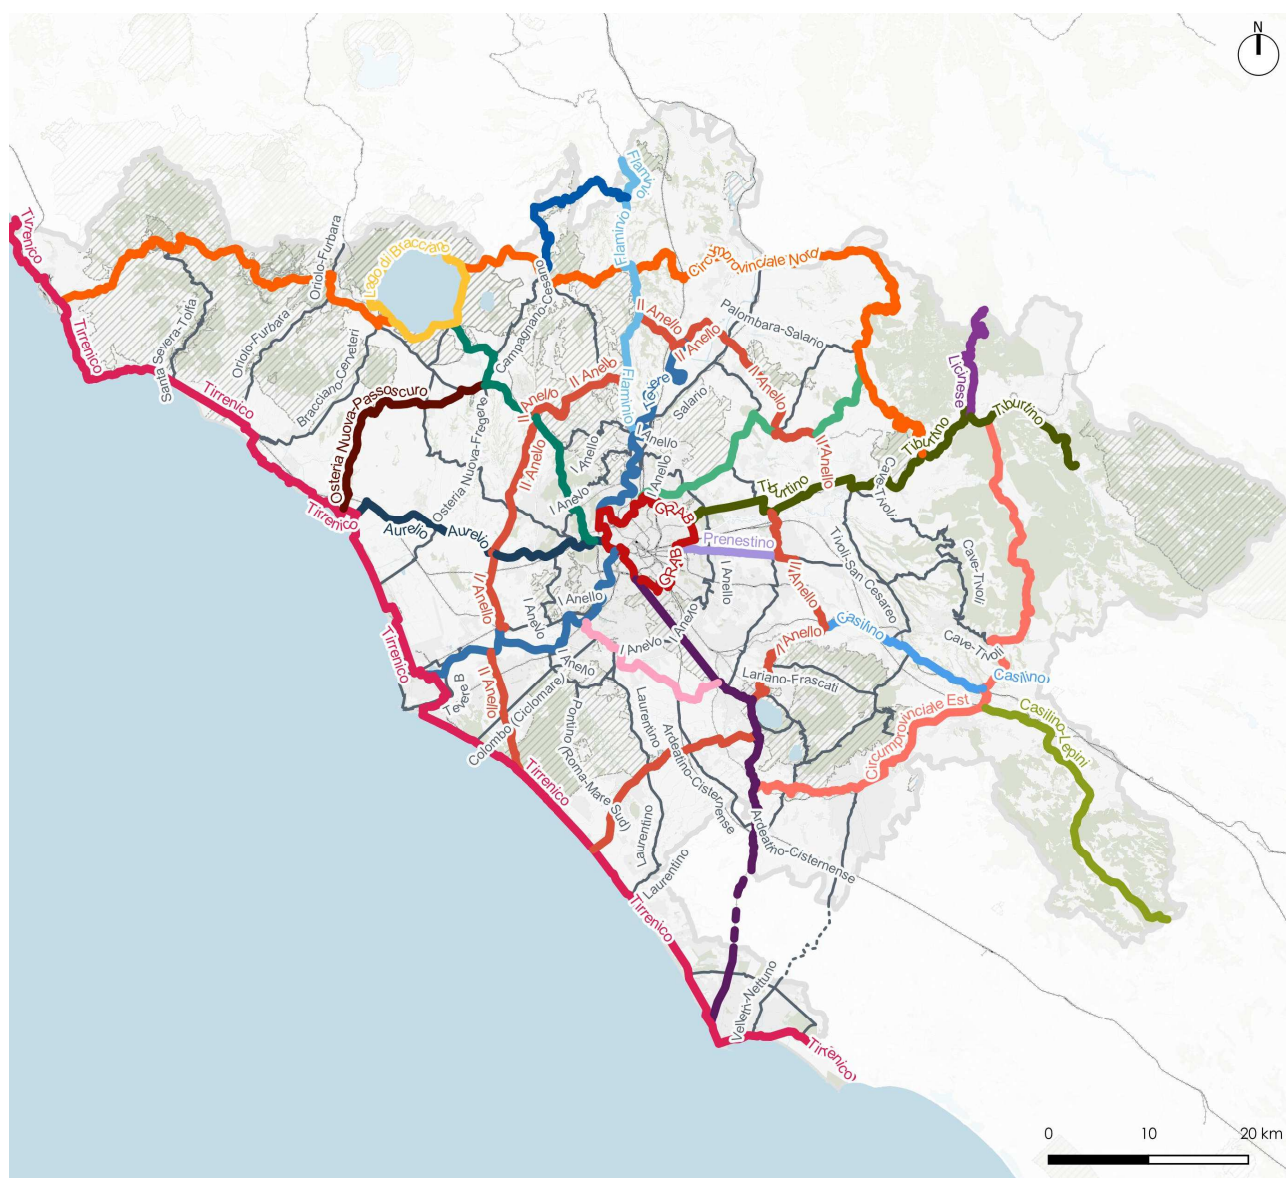 N
Flaminio
Tirrenico
Oriolo-Furbara
Lago di Bracciano
Flaminio
Campagnano-Cesano
Circumprovinciale Nord
Santa Severa-Tolfa
Oriolo-Furbara
Tirrenico
Bracciano-Cerveteri
II Anello
II Anello
Palombara-Salario
Licinese
Tirrenico
Osteria Nuova-Passoscuro
II Anello
II Anello
Flaminio
Tevere
Salario
II Anello
Tiburtino
Tiburtino
Osteria Nuova-Fregene
II Anello
I Anello
I Anello
I Anello
I Anello
II Anello
Cave-Tivoli
Tiburtino
Tirrenico
Aurelio
Aurelio
GRAB
Prenestino
GRAB
I Anello
II Anello
Tivoli-San Cesareo
Cave-Tivoli
II Anello
I Anello
I Anello
I Anello
I Anello
I Anello
II Anello
Casilino
Cave-Tivoli
Tirrenico
Tevere B
II Anello
Lariano-Frascati
Casilino
Colombo (Ciclomare)
Pontino (Roma-Mare Sud)
Laurentino
Ardeatino-Cisternense
Circumprovinciale Est
Casilino-Lepini
Tirrenico
Laurentino
Ardeatino-Cisternense
Laurentino
Tirrenico
Velletri-Nettuno
Tirrenico
0 10 20 km